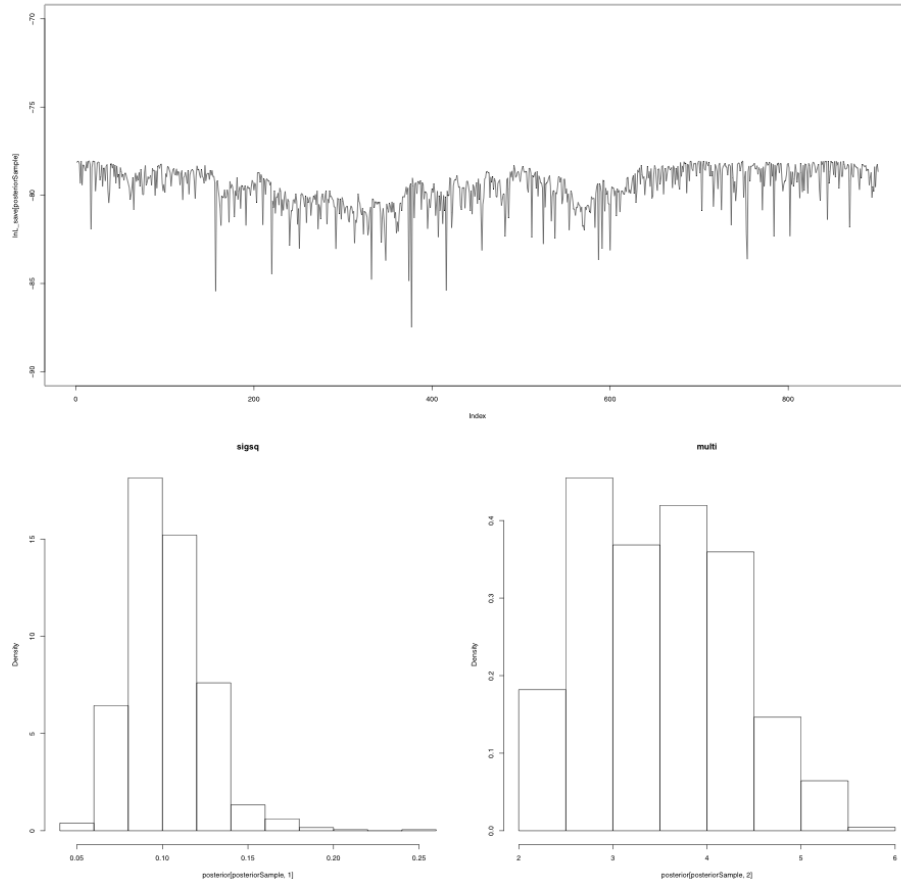 −70
−75
−80
−85
−90
lnL_save[posteriorSample]
0 200 400 600 800
Index
sigsq
15
10
5
0
Density
0.05 0.10 0.15 0.20 0.25
posterior[posteriorSample, 1]
multi
0.4
0.3
0.2
0.1
0.0
Density
2 3 4 5 6
posterior[posteriorSample, 2]